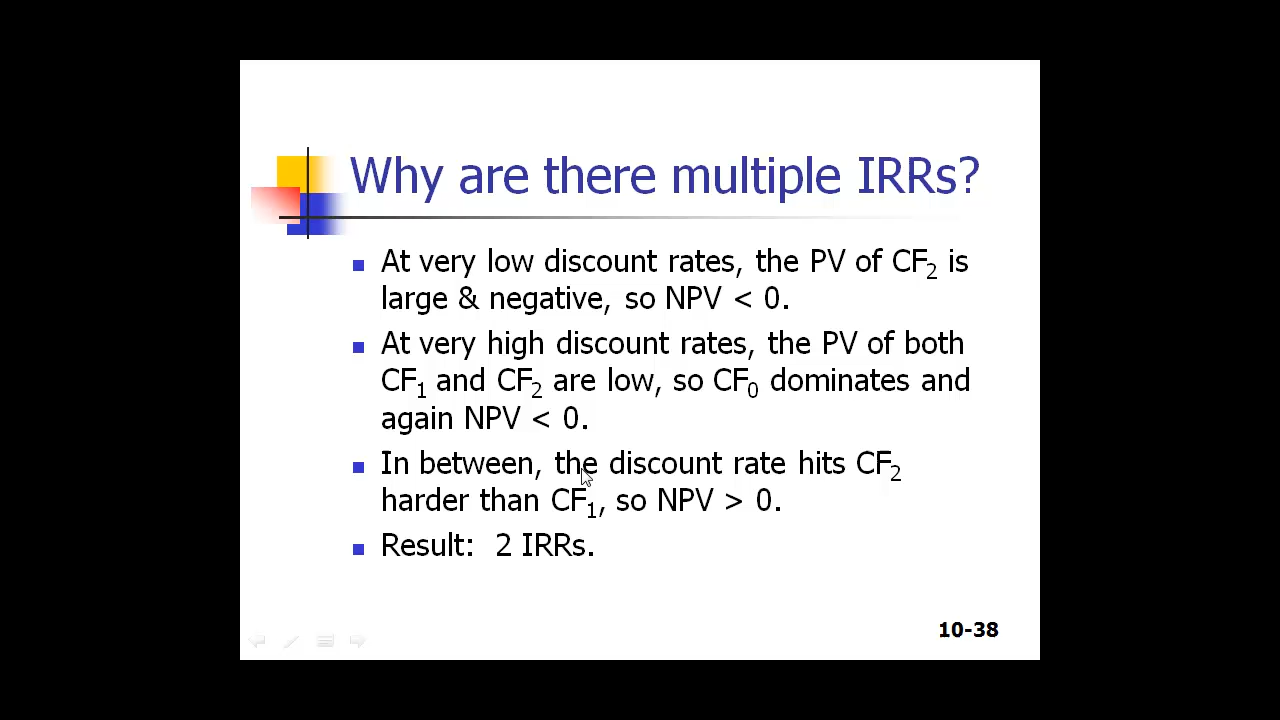 Why are there multiple IRRs?
At very low discount rates, the PV of CF₂ is
large & negative, so NPV < 0.
At very high discount rates, the PV of both
CF₁ and CF₂ are low, so CF₀ dominates and
again NPV < 0.
In between, the discount rate hits CF₂
harder than CF₁, so NPV > 0.
Result: 2 IRRs.
10-38